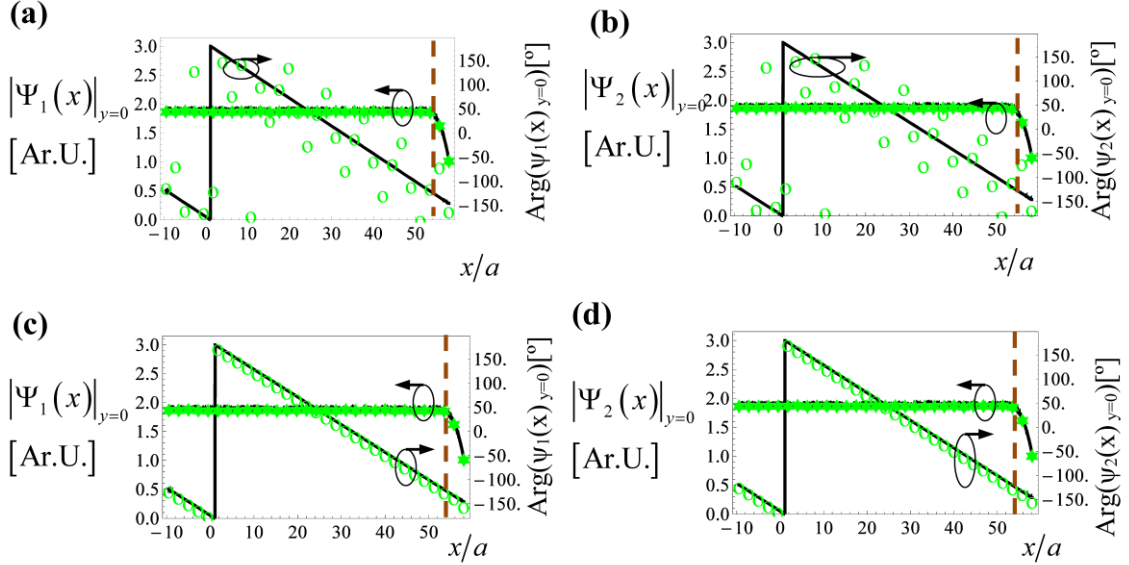 (a)
|Ψ₁(x)|y=0
[Ar.U.]
3.0
2.5
2.0
1.5
1.0
0.5
0.0
−10 0 10 20 30 40 50
x/a
150.
100.
50
0.
−50.
−100.
−150.
Arg(ψ₁(x) y=0)[º]
(b)
|Ψ₂(x)|y=0
[Ar.U.]
3.0
2.5
2.0
1.5
1.0
0.5
0.0
−10 0 10 20 30 40 50
x/a
150.
100.
50
0.
−50.
−100.
−150.
Arg(ψ₂(x) y=0)[º]
(c)
|Ψ₁(x)|y=0
[Ar.U.]
3.0
2.5
2.0
1.5
1.0
0.5
0.0
−10 0 10 20 30 40 50
x/a
150.
100.
50
0.
−50.
−100.
−150.
Arg(ψ₁(x) y=0)[º]
(d)
|Ψ₂(x)|y=0
[Ar.U.]
3.0
2.5
2.0
1.5
1.0
0.5
0.0
−10 0 10 20 30 40 50
x/a
150.
100.
50.
0.
−50.
−100.
−150.
Arg(ψ₂(x) y=0)[º]